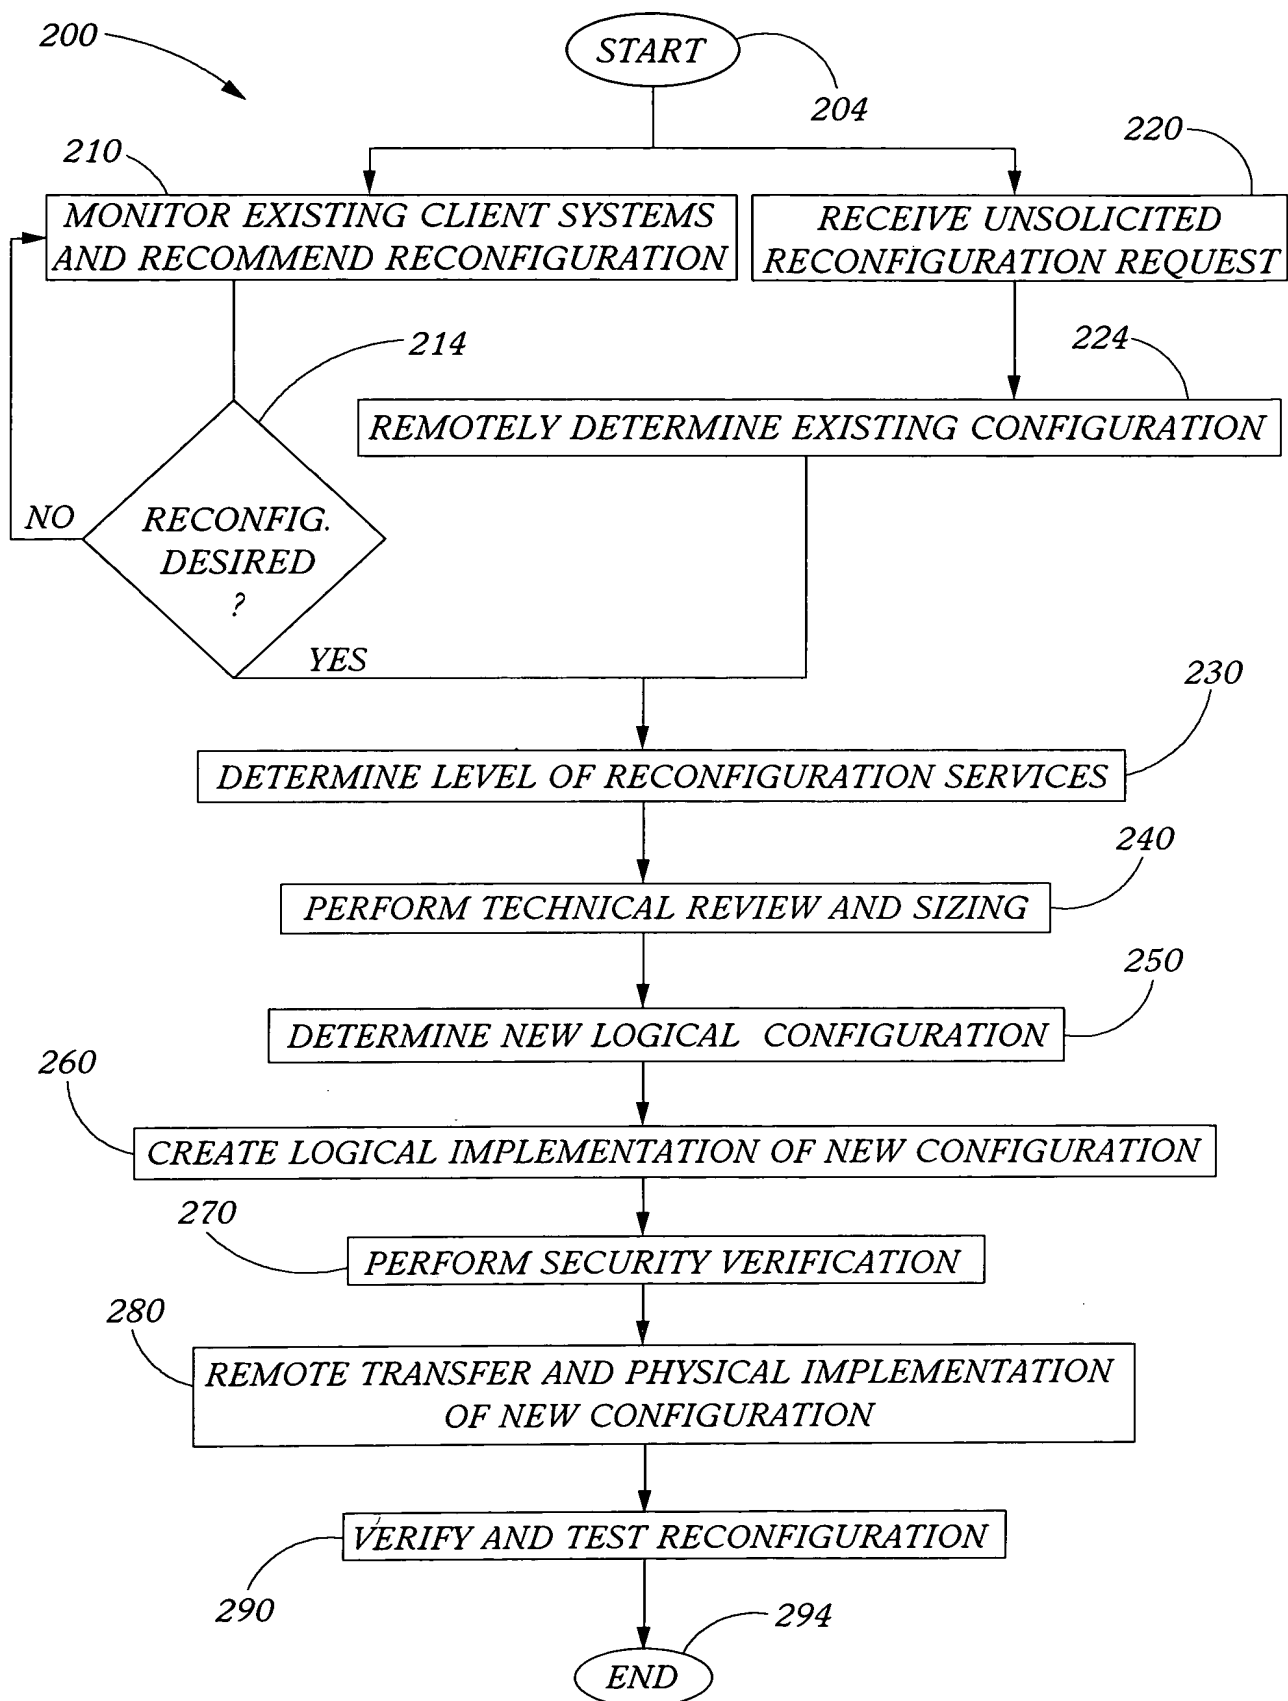 200
START
204
210
220
MONITOR EXISTING CLIENT SYSTEMS
AND RECOMMEND RECONFIGURATION
RECEIVE UNSOLICITED
RECONFIGURATION REQUEST
214
224
REMOTELY DETERMINE EXISTING CONFIGURATION
NO
RECONFIG.
DESIRED
?
YES
230
DETERMINE LEVEL OF RECONFIGURATION SERVICES
240
PERFORM TECHNICAL REVIEW AND SIZING
250
DETERMINE NEW LOGICAL CONFIGURATION
260
CREATE LOGICAL IMPLEMENTATION OF NEW CONFIGURATION
270
PERFORM SECURITY VERIFICATION
280
REMOTE TRANSFER AND PHYSICAL IMPLEMENTATION
OF NEW CONFIGURATION
VERIFY AND TEST RECONFIGURATION
290
294
END